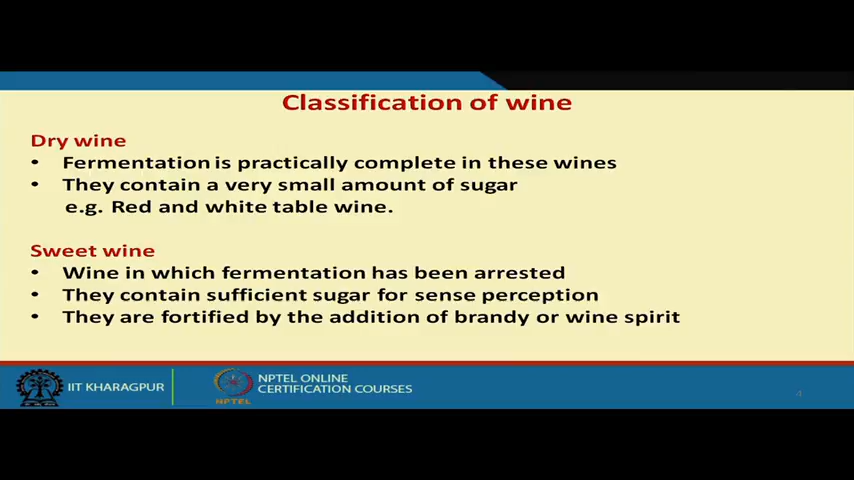 Classification of wine
Dry wine
• Fermentation is practically complete in these wines
• They contain a very small amount of sugar
e.g. Red and white table wine.
Sweet wine
• Wine in which fermentation has been arrested
• They contain sufficient sugar for sense perception
• They are fortified by the addition of brandy or wine spirit
IIT KHARAGPUR
NPTEL
NPTEL ONLINE
CERTIFICATION COURSES
4